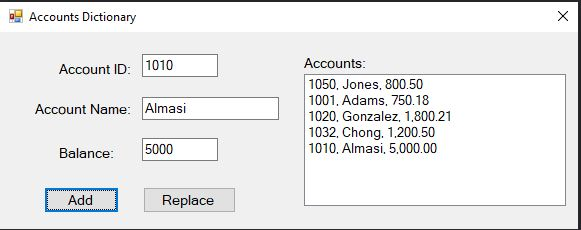 Accounts Dictionary
Account ID: 1010
Account Name: Almasi
Balance: 5000
Add Replace
Accounts:
1050, Jones, 800.50
1001, Adams, 750.18
1020, Gonzalez, 1,800.21
1032, Chong, 1,200.50
1010, Almasi, 5,000.00